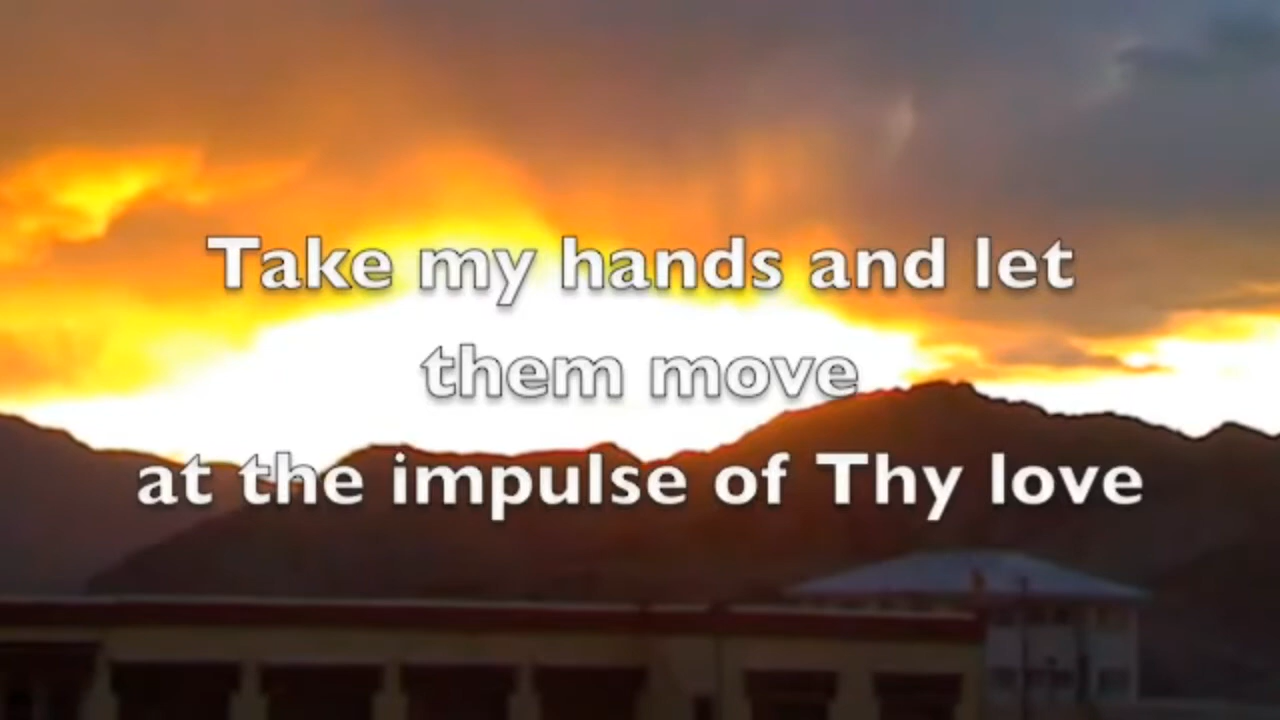 Take my hands and let
them move
at the impulse of Thy love